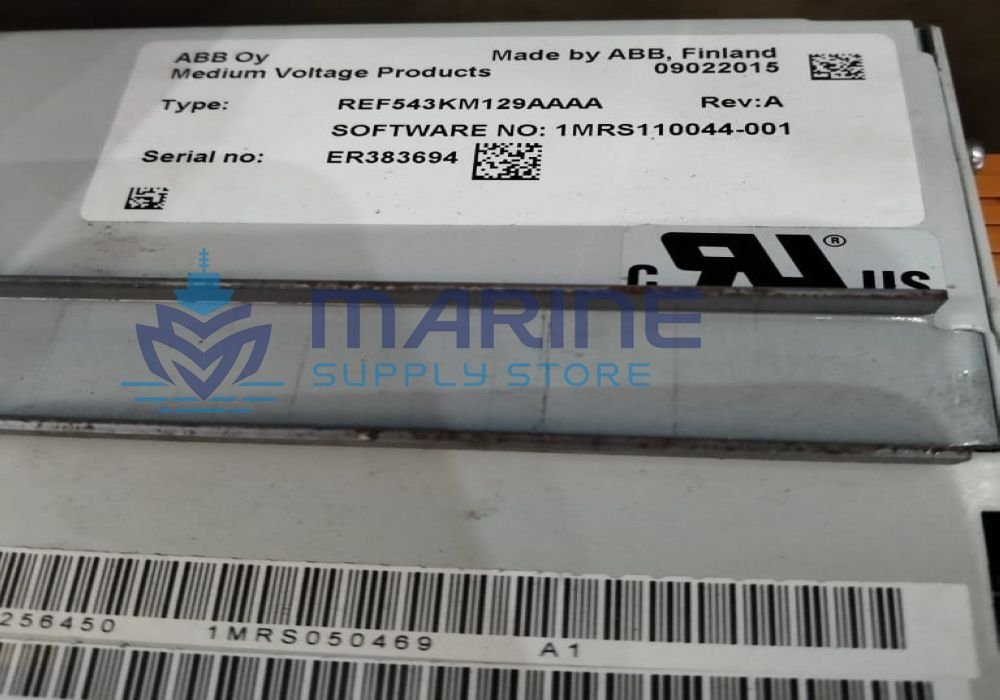 ABB Oy Made by ABB, Finland
Medium Voltage Products 09022015
Type: REF543KM129AAAA Rev:A
SOFTWARE NO: 1MRS110044-001
Serial no: ER383694
C RU ® US
MARINE
SUPPLY STORE
256450 1MRS050469 A1